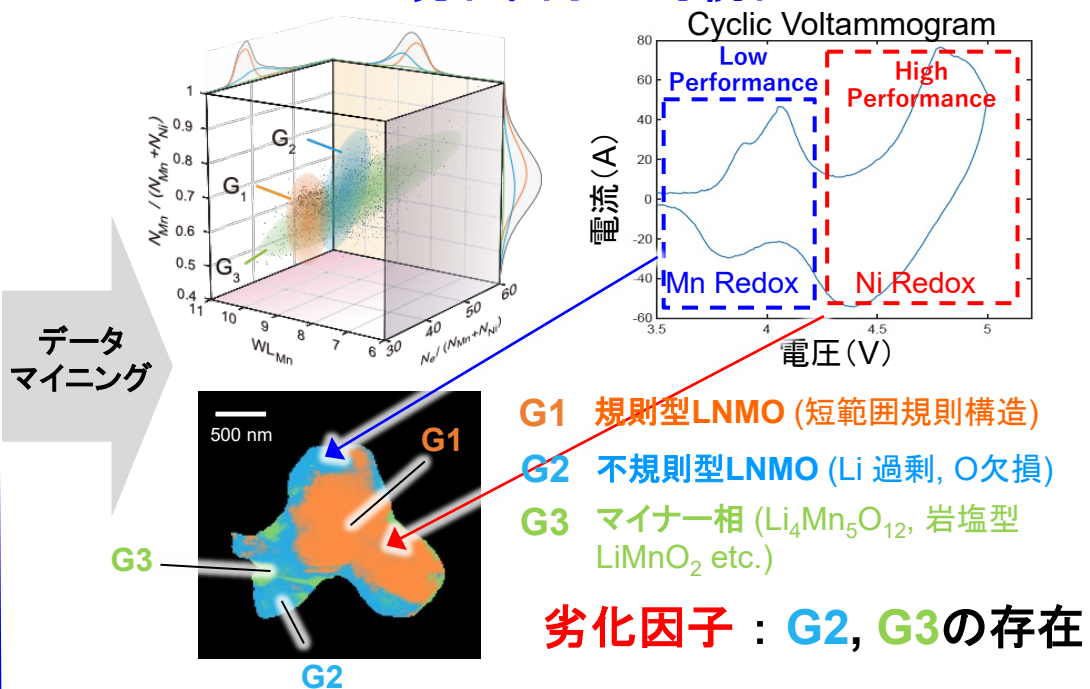 Cyclic Voltammogram
データ
マイニング
1
0.9
0.8
0.7
0.6
0.5
0.4
N_Mn / (N_Mn +N_Ni)
G₂
G₁
G₃
11
10
9
8
7
6
WL_Mn
30
40
50
60
N_e / (N_Mn+N_Ni)
80
60
40
20
0
-20
-40
-60
電流(A)
Low
Performance
High
Performance
Mn Redox
Ni Redox
3.5
4
4.5
5
電圧(V)
500 nm
G1
G3
G2
G1 規則型LNMO (短範囲規則構造)
G2 不規則型LNMO (Li 過剰, O欠損)
G3 マイナー相 (Li₄Mn₅O₁₂, 岩塩型
LiMnO₂ etc.)
劣化因子：G2, G3の存在